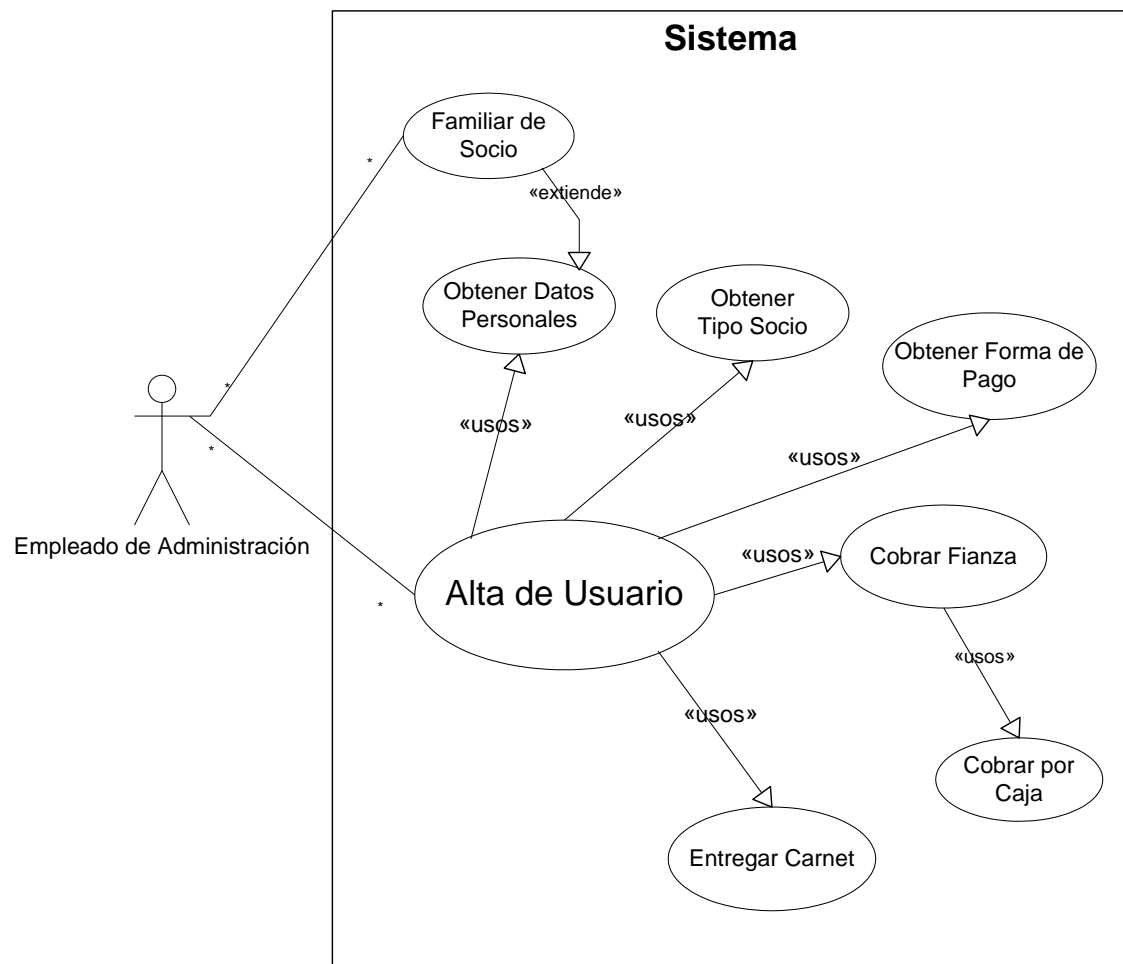 Sistema
Familiar de
Socio
*
«extiende»
Obtener Datos
Personales
Obtener
Tipo Socio
Obtener Forma de
Pago
*
«usos»
«usos»
*
«usos»
Empleado de Administración
«usos»
Cobrar Fianza
Alta de Usuario
*
«usos»
«usos»
Cobrar por
Caja
Entregar Carnet